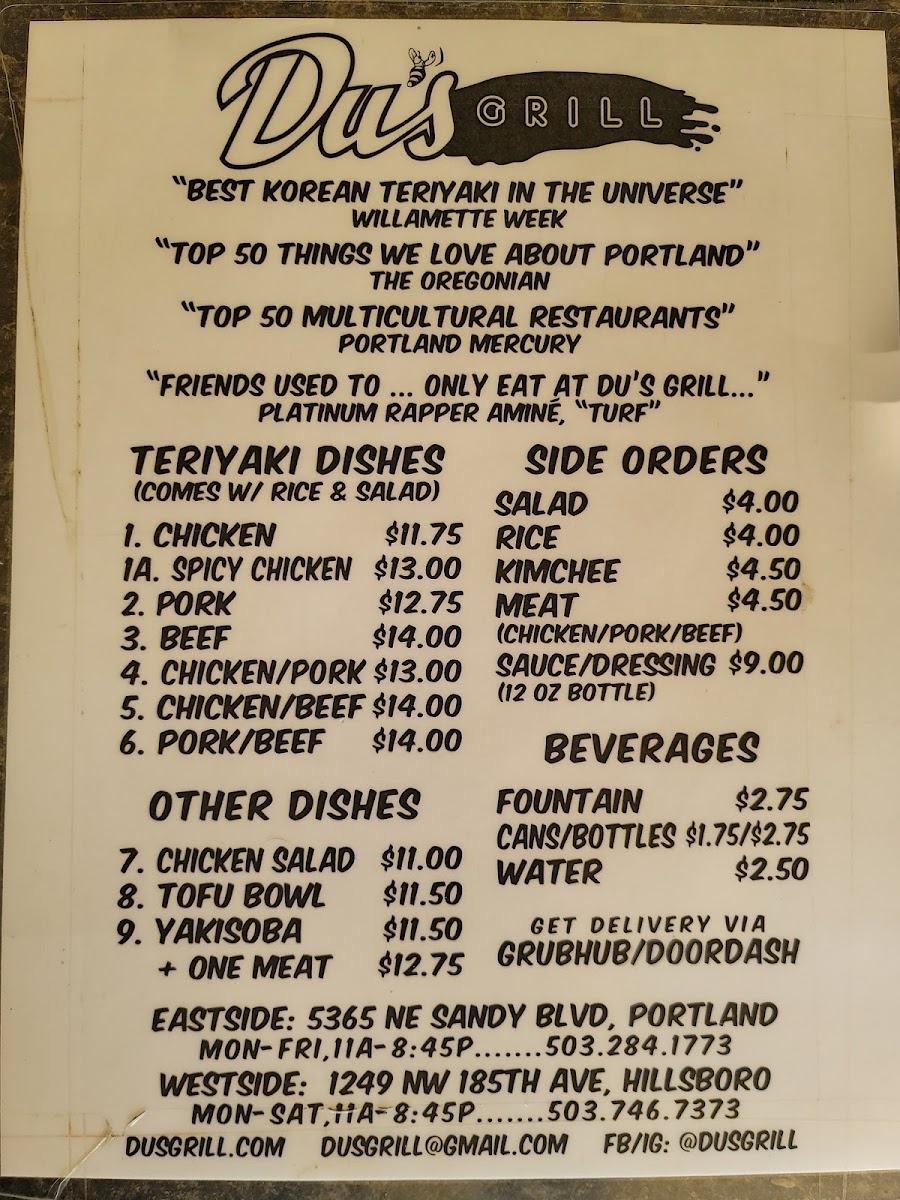 Du's GRILL
"BEST KOREAN TERIYAKI IN THE UNIVERSE"
WILLAMETTE WEEK
"TOP 50 THINGS WE LOVE ABOUT PORTLAND"
THE OREGONIAN
"TOP 50 MULTICULTURAL RESTAURANTS"
PORTLAND MERCURY
"FRIENDS USED TO ... ONLY EAT AT DU'S GRILL..."
PLATINUM RAPPER AMINÉ, "TURF"
TERIYAKI DISHES
(COMES W/ RICE & SALAD)
1. CHICKEN $11.75
1A. SPICY CHICKEN $13.00
2. PORK $12.75
3. BEEF $14.00
4. CHICKEN/PORK $13.00
5. CHICKEN/BEEF $14.00
6. PORK/BEEF $14.00
OTHER DISHES
7. CHICKEN SALAD $11.00
8. TOFU BOWL $11.50
9. YAKISOBA $11.50
+ ONE MEAT $12.75
SIDE ORDERS
SALAD $4.00
RICE $4.00
KIMCHEE $4.50
MEAT $4.50
(CHICKEN/PORK/BEEF)
SAUCE/DRESSING $9.00
(12 OZ BOTTLE)
BEVERAGES
FOUNTAIN $2.75
CANS/BOTTLES $1.75/$2.75
WATER $2.50
GET DELIVERY VIA
GRUBHUB/DOORDASH
EASTSIDE: 5365 NE SANDY BLVD, PORTLAND
MON-FRI,11A-8:45P.......503.284.1773
WESTSIDE: 1249 NW 185TH AVE, HILLSBORO
MON-SAT,11A-8:45P.......503.746.7373
DUSGRILL.COM DUSGRILL@GMAIL.COM FB/IG: @DUSGRILL